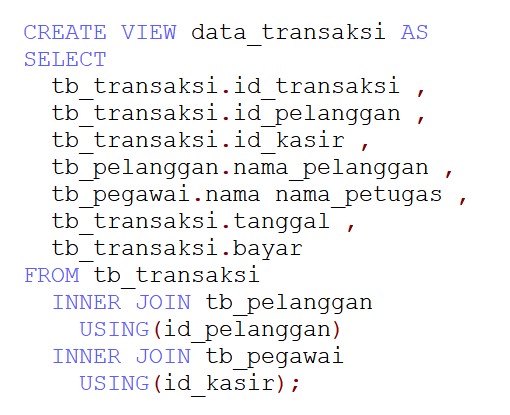 CREATE VIEW data_transaksi AS
SELECT
tb_transaksi.id_transaksi ,
tb_transaksi.id_pelanggan ,
tb_transaksi.id_kasir ,
tb_pelanggan.nama_pelanggan ,
tb_pegawai.nama nama_petugas ,
tb_transaksi.tanggal ,
tb_transaksi.bayar
FROM tb_transaksi
INNER JOIN tb_pelanggan
USING(id_pelanggan)
INNER JOIN tb_pegawai
USING(id_kasir);